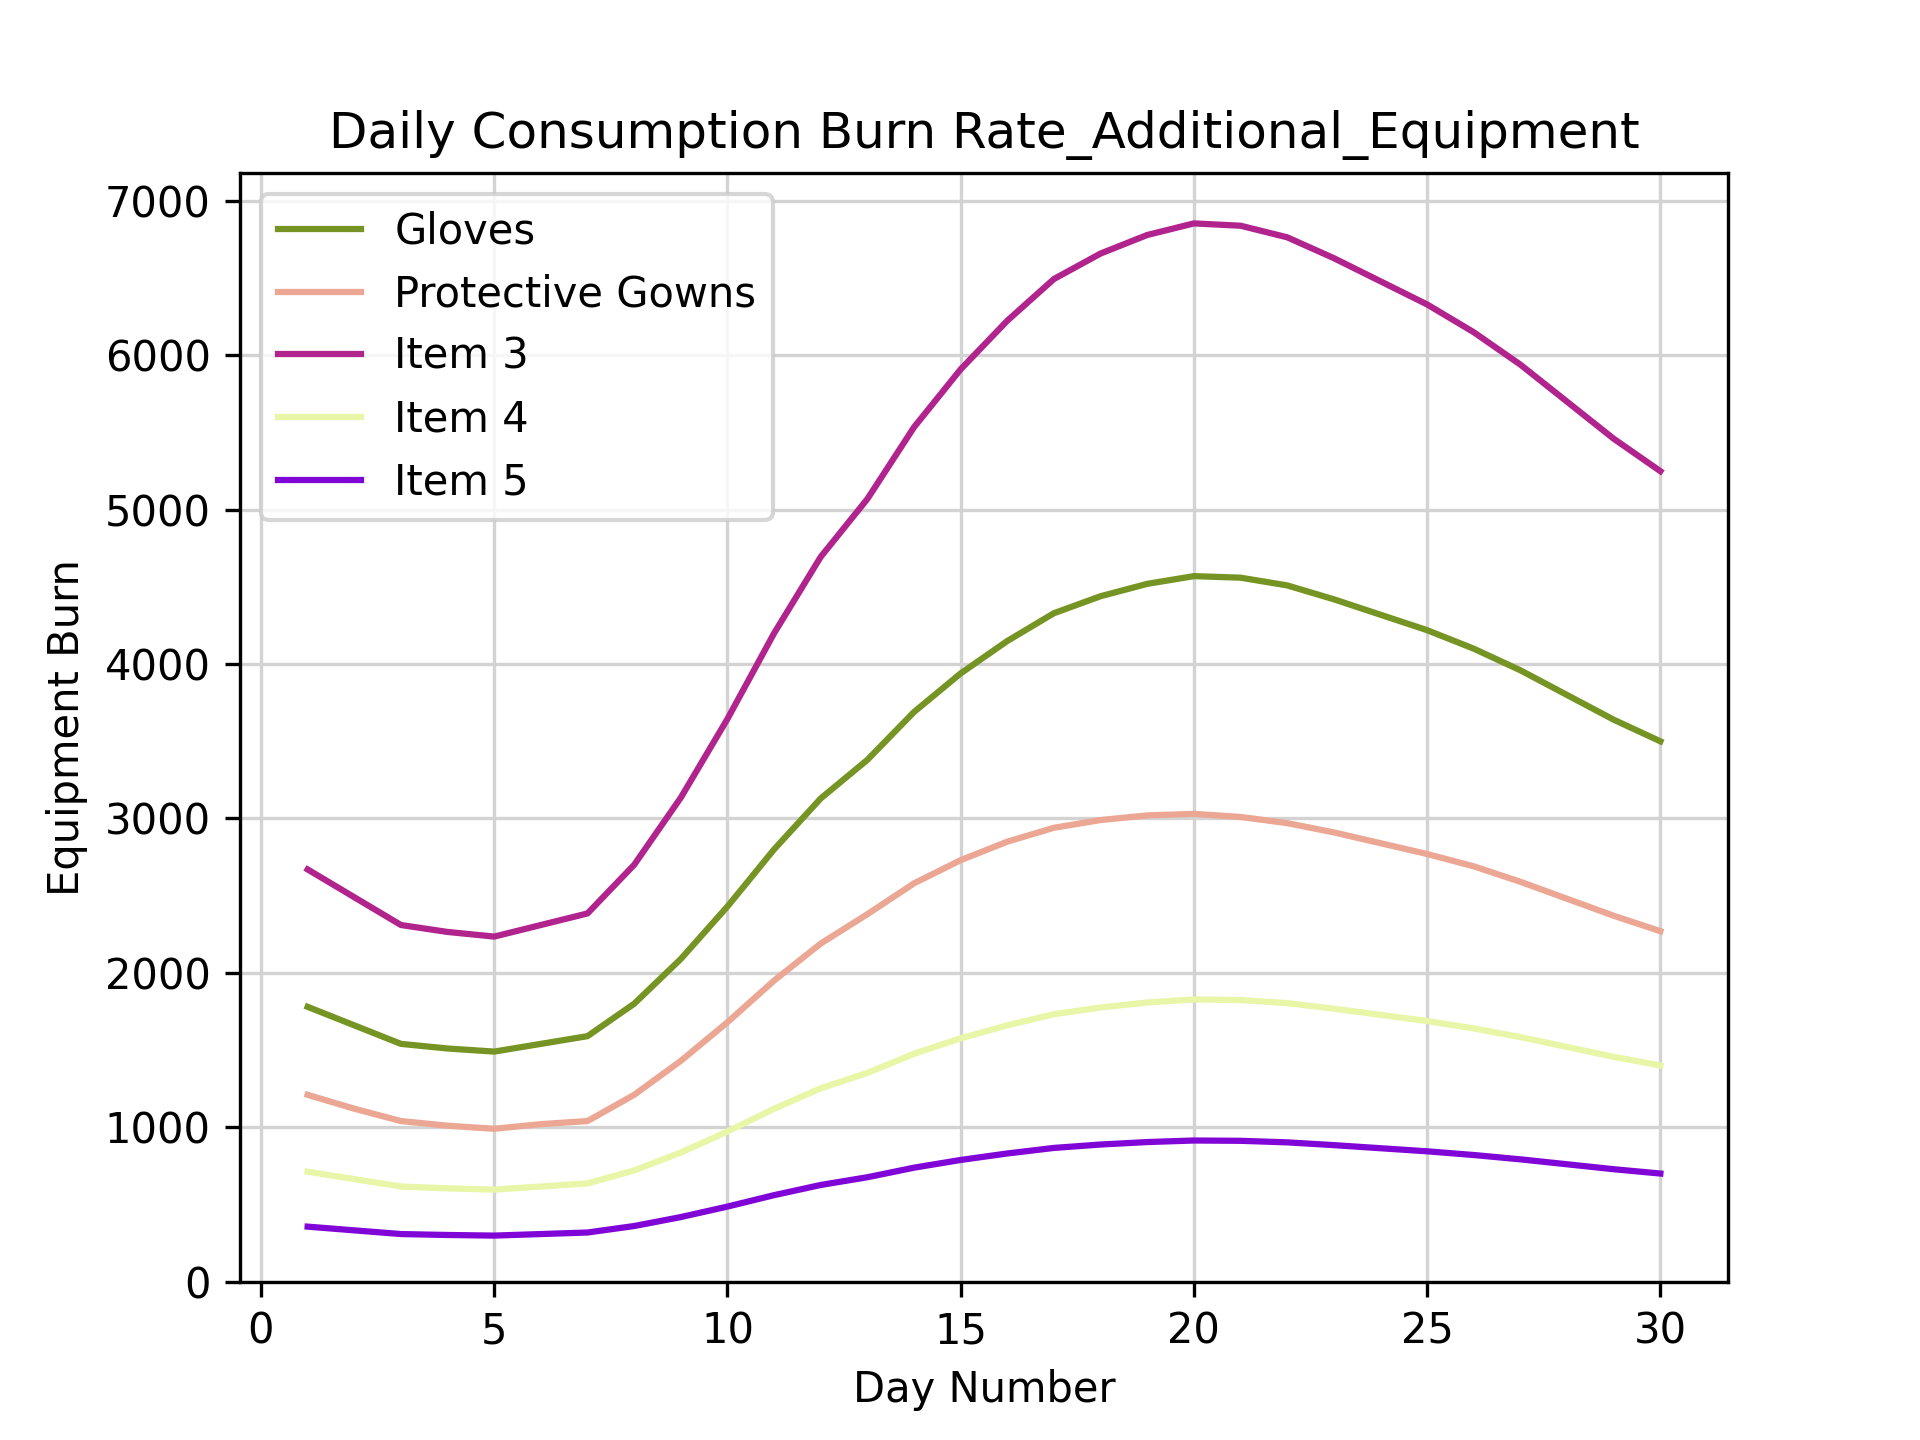 Daily Consumption Burn Rate_Additional_Equipment
7000
6000
5000
4000
3000
2000
1000
0
Equipment Burn
Gloves
Protective Gowns
Item 3
Item 4
Item 5
0 5 10 15 20 25 30
Day Number